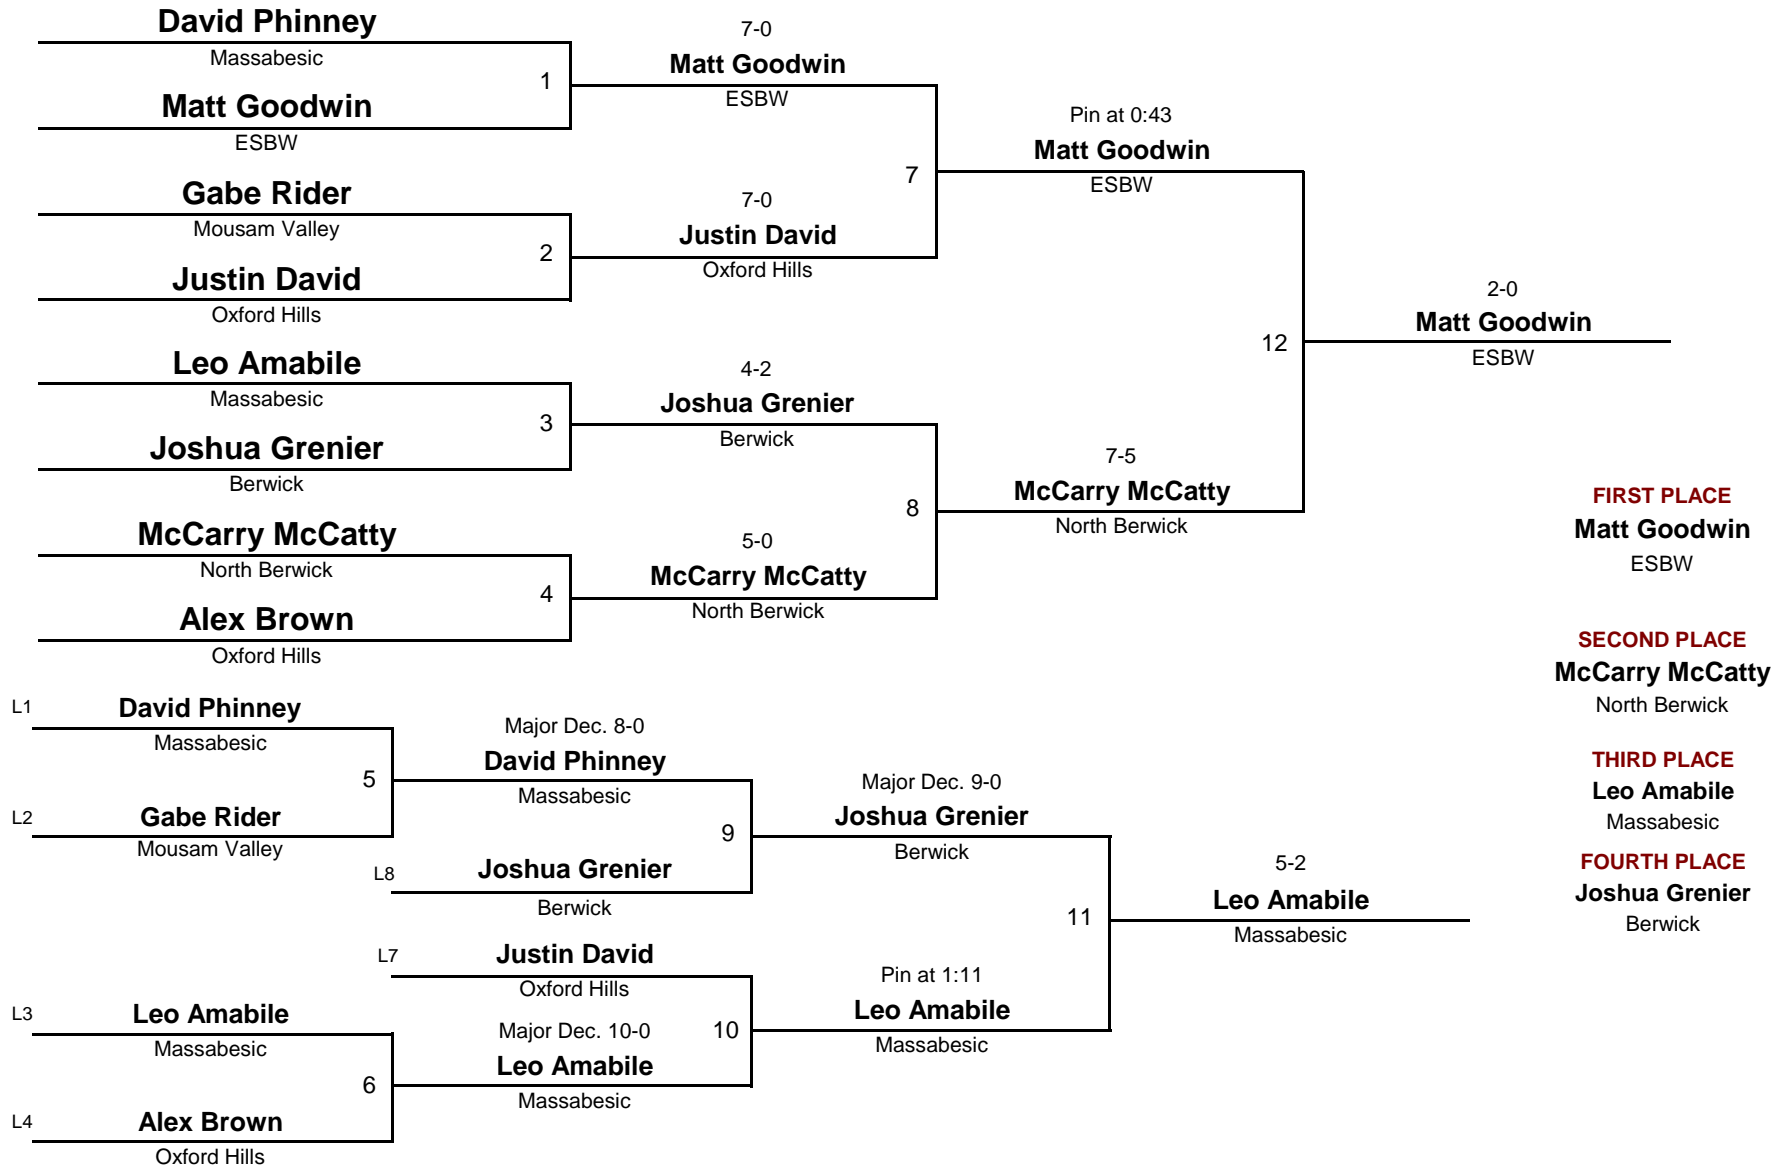 David Phinney
Massabesic
1
Matt Goodwin
ESBW
7-0
Matt Goodwin
ESBW
Gabe Rider
Mousam Valley
2
Justin David
Oxford Hills
7-0
Justin David
Oxford Hills
7
Pin at 0:43
Matt Goodwin
ESBW
Leo Amabile
Massabesic
3
Joshua Grenier
Berwick
4-2
Joshua Grenier
Berwick
McCarry McCatty
North Berwick
4
Alex Brown
Oxford Hills
5-0
McCarry McCatty
North Berwick
8
7-5
McCarry McCatty
North Berwick
12
2-0
Matt Goodwin
ESBW
FIRST PLACE
Matt Goodwin
ESBW
SECOND PLACE
McCarry McCatty
North Berwick
THIRD PLACE
Leo Amabile
Massabesic
FOURTH PLACE
Joshua Grenier
Berwick
L1
David Phinney
Massabesic
5
L2
Gabe Rider
Mousam Valley
Major Dec. 8-0
David Phinney
Massabesic
9
L8
Joshua Grenier
Berwick
Major Dec. 9-0
Joshua Grenier
Berwick
L7
Justin David
Oxford Hills
L3
Leo Amabile
Massabesic
6
L4
Alex Brown
Oxford Hills
Major Dec. 10-0
Leo Amabile
Massabesic
10
Pin at 1:11
Leo Amabile
Massabesic
11
5-2
Leo Amabile
Massabesic